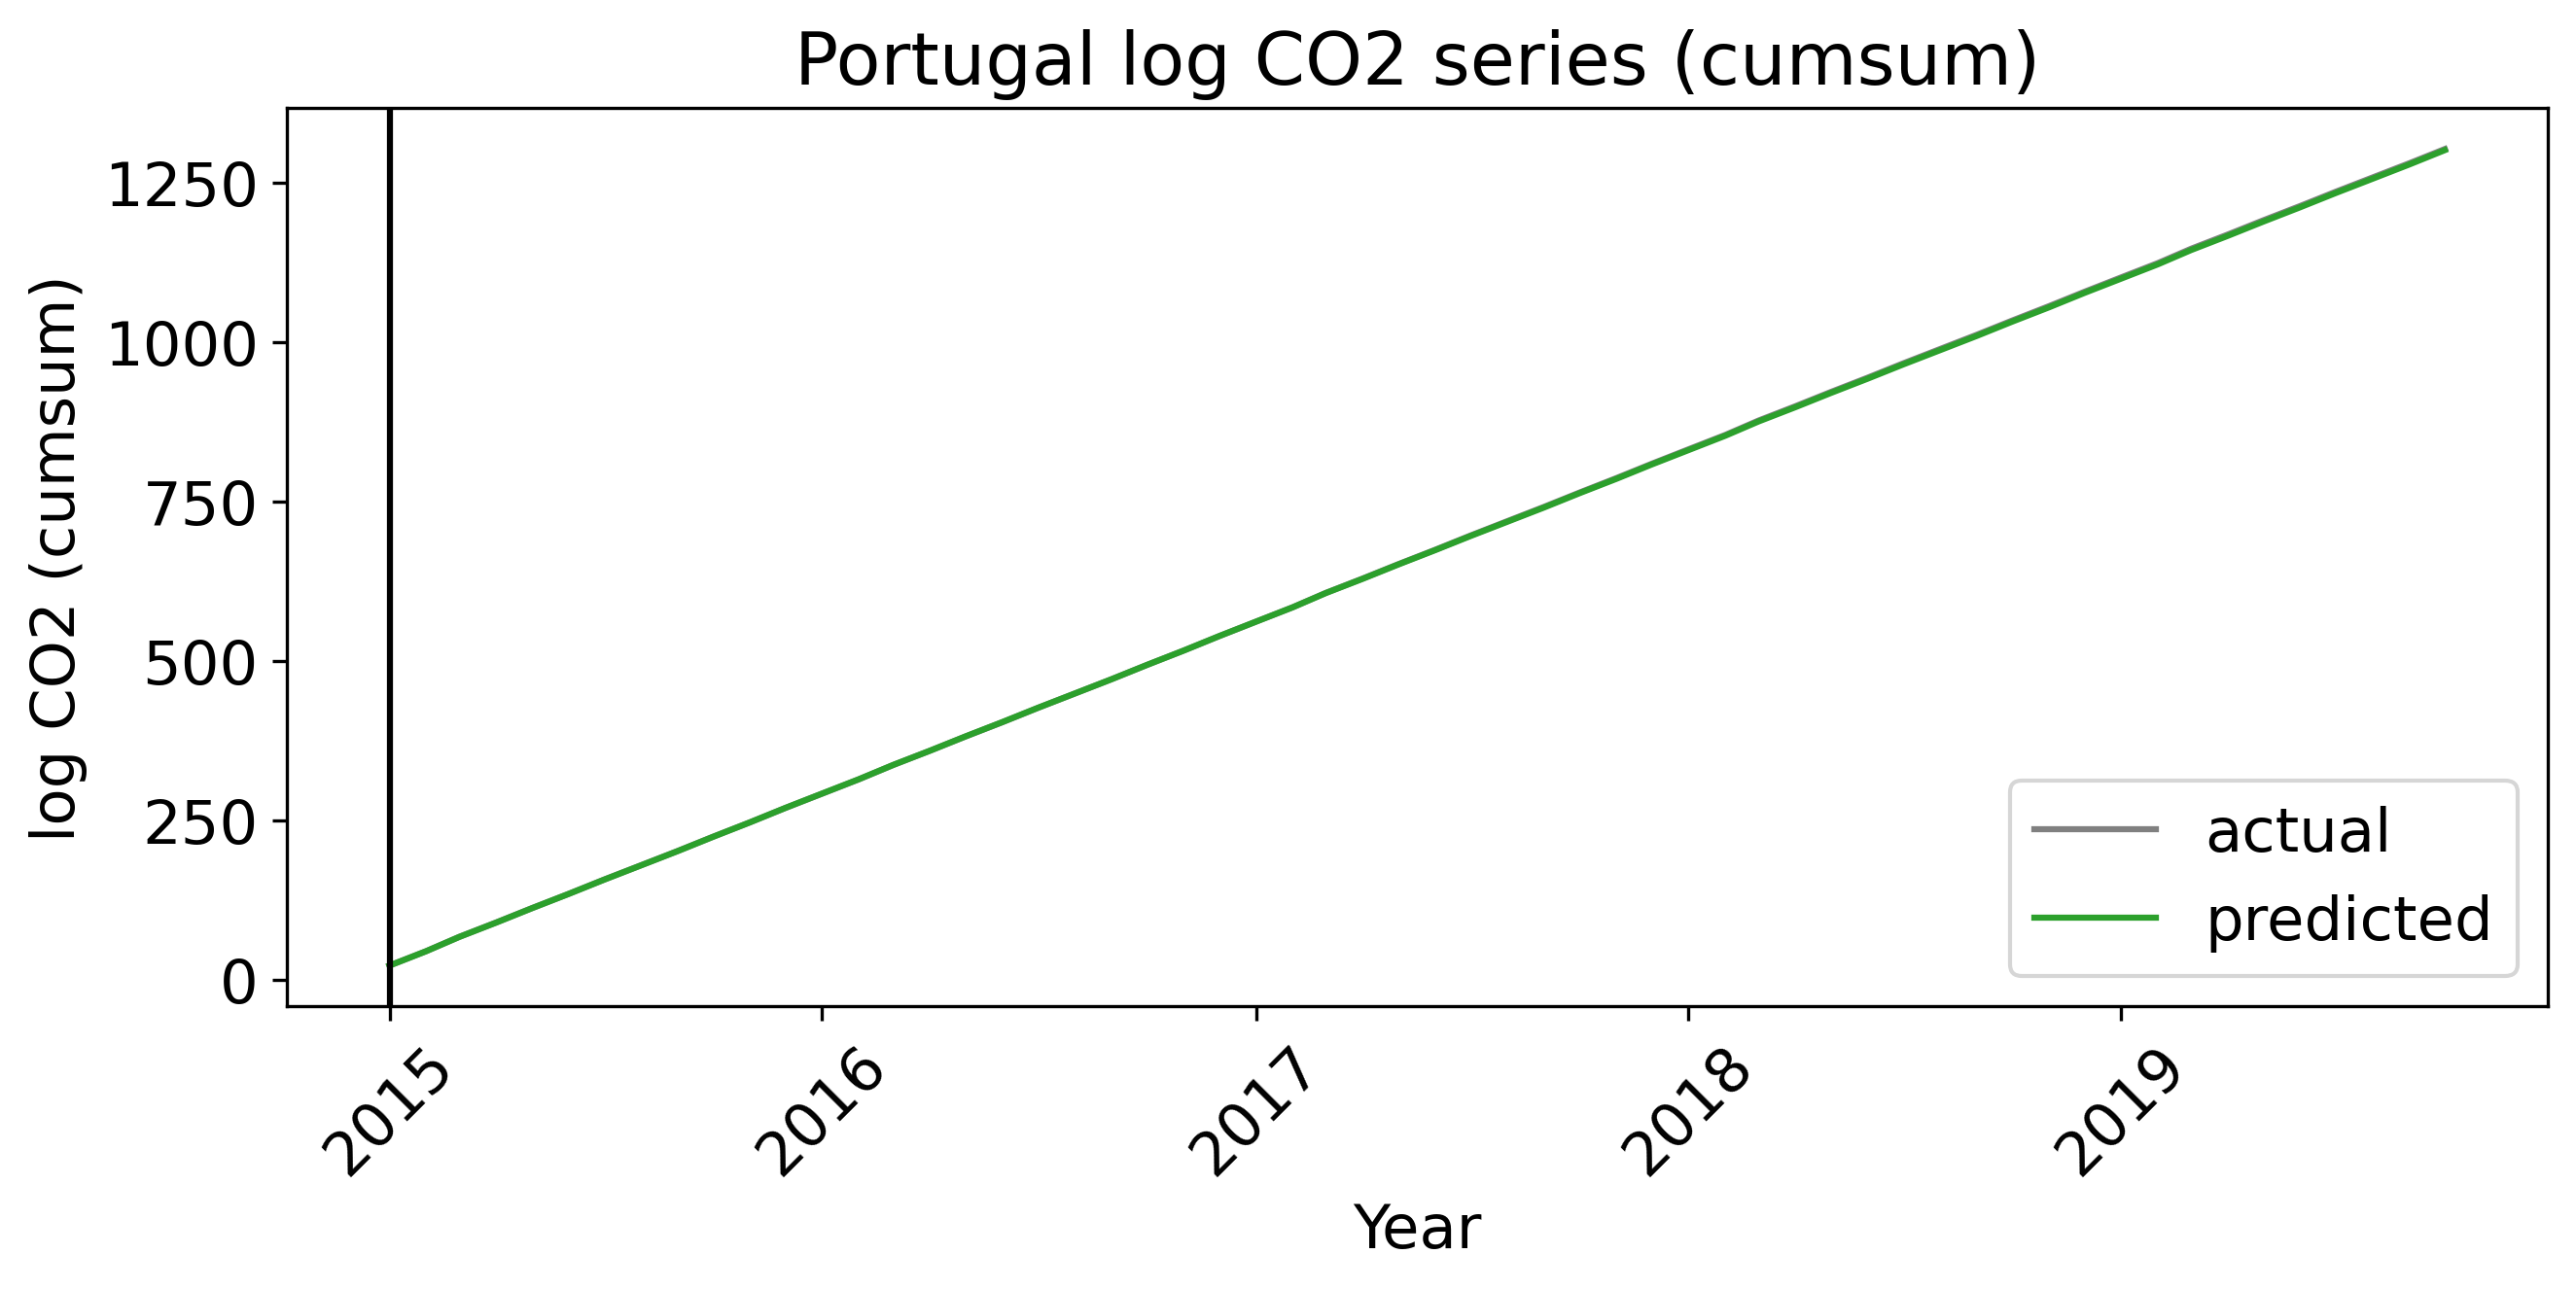 Portugal log CO2 series (cumsum)
log CO2 (cumsum)
1250
1000
750
500
250
0
actual
predicted
2015
2016
2017
2018
2019
Year